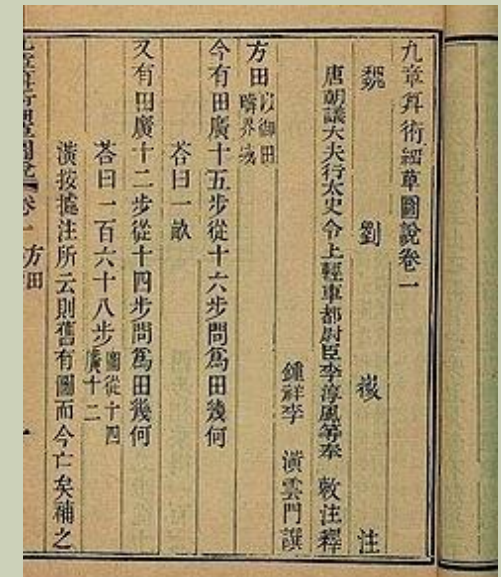 九章算術細草圖說卷一
魏劉徽注
唐朝議大夫行太史令上輕車都尉臣李淳風等奉敕注釋
鍾祥李潢雲門譔
方田以御田疇界域
今有田廣十五步從十六步問爲田幾何
荅曰一畝
又有田廣十二步從十四步問爲田幾何
荅曰一百六十八步圖從十四廣十二
潢按據注所云則舊有圖而今亡矣補之
九章算術細草圖說卷一方田一